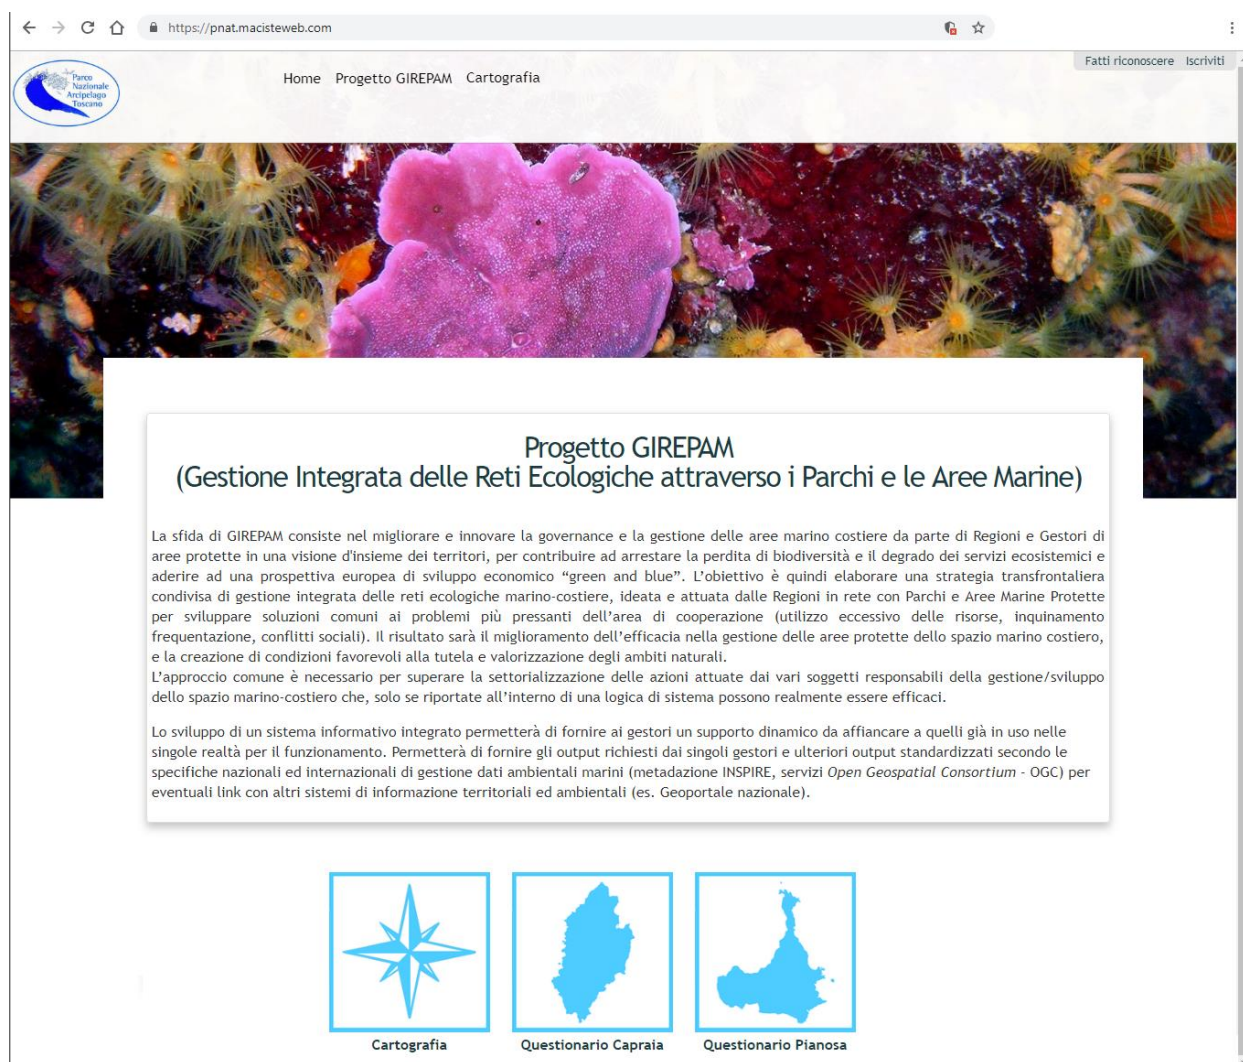 https://pnat.macisteweb.com
Fatti riconoscere Iscriviti
Parco
Nazionale
Arcipelago
Toscano
Home Progetto GIREPAM Cartografia
Progetto GIREPAM
(Gestione Integrata delle Reti Ecologiche attraverso i Parchi e le Aree Marine)
La sfida di GIREPAM consiste nel migliorare e innovare la governance e la gestione delle aree marino costiere da parte di Regioni e Gestori di
aree protette in una visione d'insieme dei territori, per contribuire ad arrestare la perdita di biodiversità e il degrado dei servizi ecosistemici e
aderire ad una prospettiva europea di sviluppo economico “green and blue”. L’obiettivo è quindi elaborare una strategia transfrontaliera
condivisa di gestione integrata delle reti ecologiche marino-costiere, ideata e attuata dalle Regioni in rete con Parchi e Aree Marine Protette
per sviluppare soluzioni comuni ai problemi più pressanti dell’area di cooperazione (utilizzo eccessivo delle risorse, inquinamento
frequentazione, conflitti sociali). Il risultato sarà il miglioramento dell’efficacia nella gestione delle aree protette dello spazio marino costiero,
e la creazione di condizioni favorevoli alla tutela e valorizzazione degli ambiti naturali.
L’approccio comune è necessario per superare la settorializzazione delle azioni attuate dai vari soggetti responsabili della gestione/sviluppo
dello spazio marino-costiero che, solo se riportate all’interno di una logica di sistema possono realmente essere efficaci.
Lo sviluppo di un sistema informativo integrato permetterà di fornire ai gestori un supporto dinamico da affiancare a quelli già in uso nelle
singole realtà per il funzionamento. Permetterà di fornire gli output richiesti dai singoli gestori e ulteriori output standardizzati secondo le
specifiche nazionali ed internazionali di gestione dati ambientali marini (metadazione INSPIRE, servizi Open Geospatial Consortium - OGC) per
eventuali link con altri sistemi di informazione territoriali ed ambientali (es. Geoportale nazionale).
Cartografia
Questionario Capraia
Questionario Pianosa